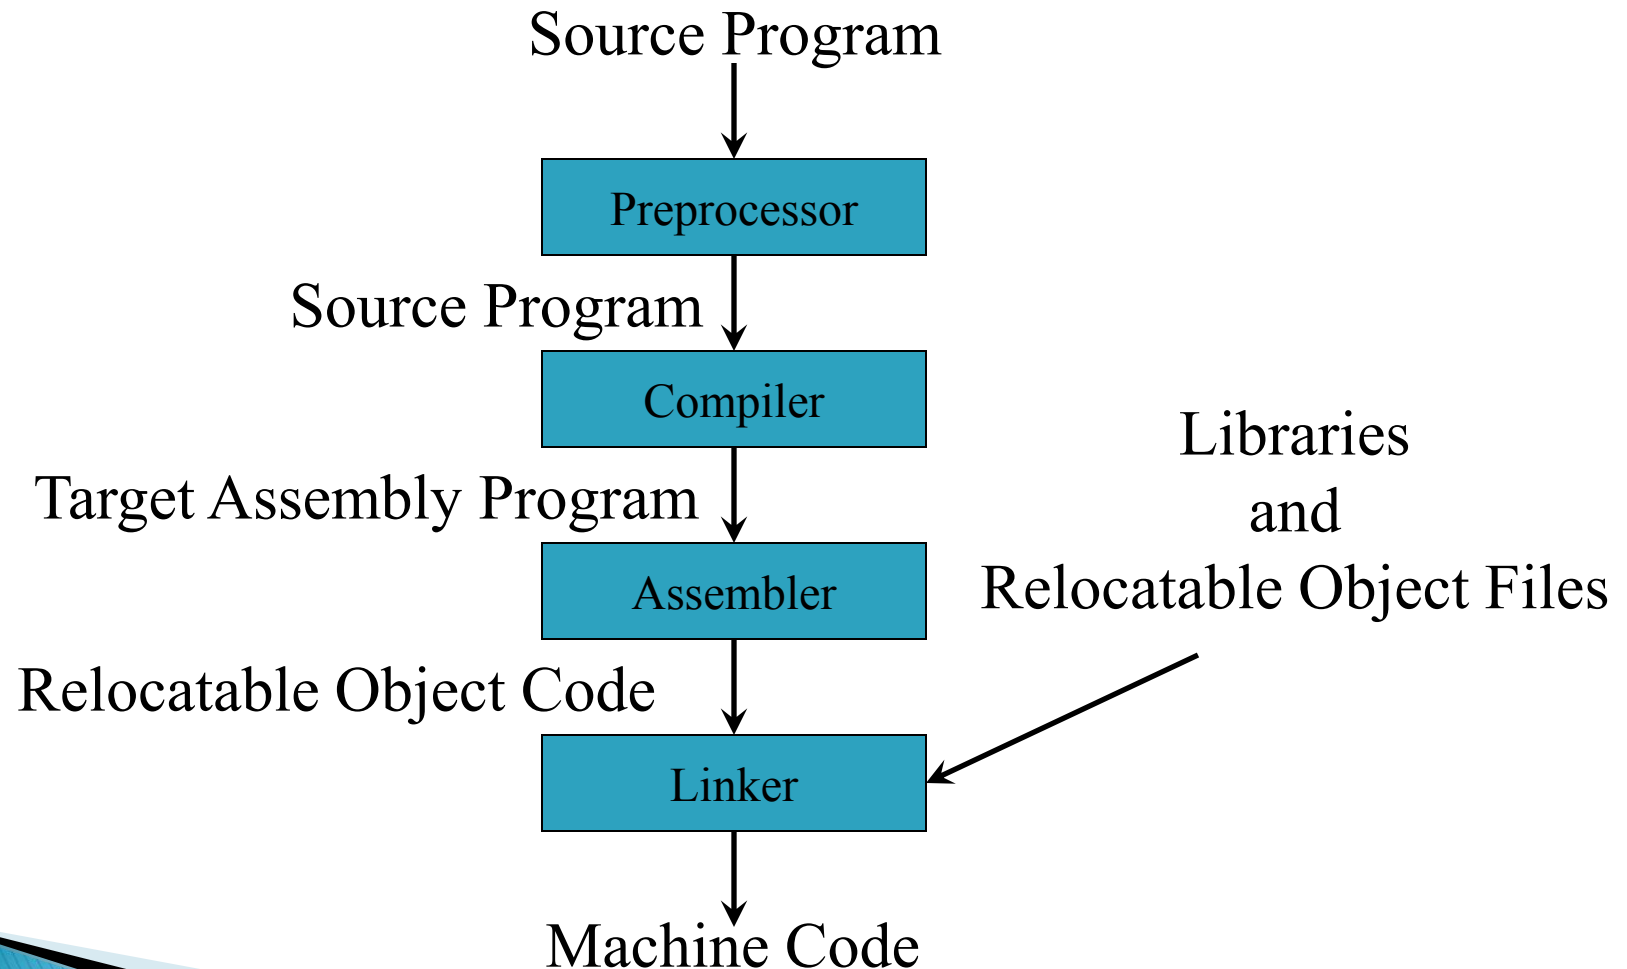 Source Program
Preprocessor
Source Program
Compiler
Target Assembly Program
Assembler
Libraries
and
Relocatable Object Files
Relocatable Object Code
Linker
Machine Code